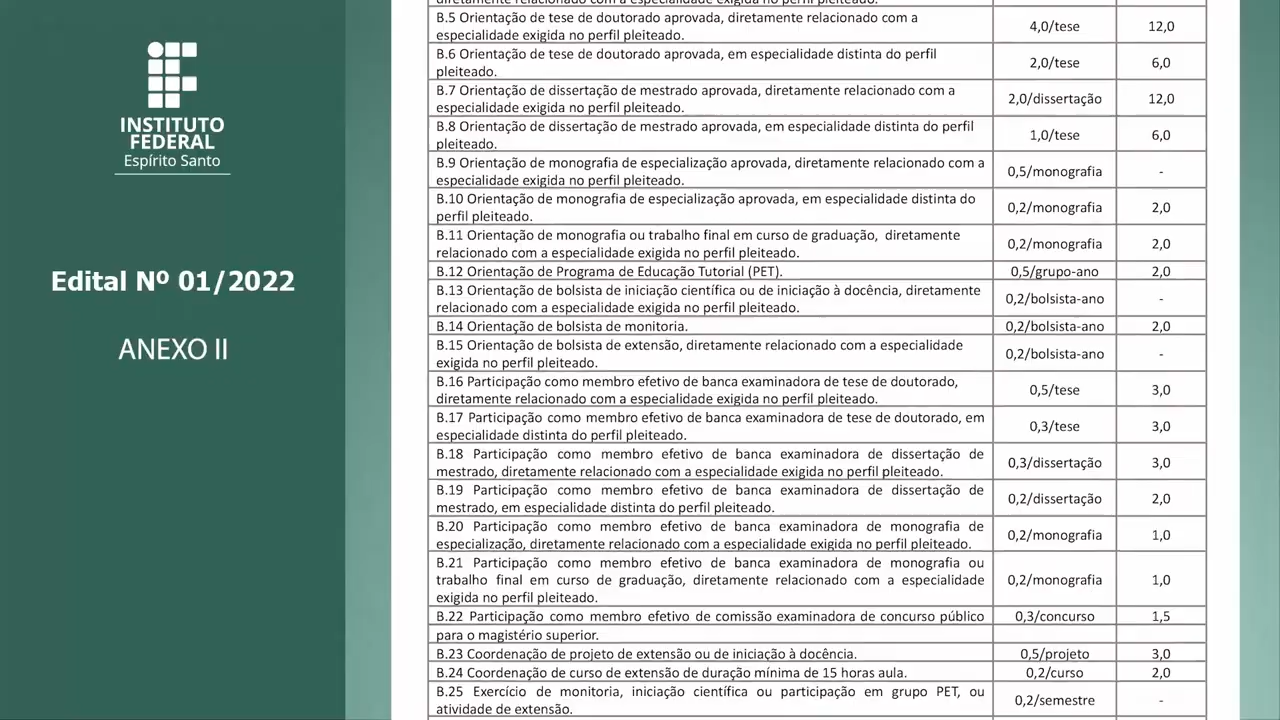 INSTITUTO
FEDERAL
Espírito Santo
Edital Nº 01/2022
ANEXO II
diretamente relacionado com a especialidade exigida no perfil pleiteado.
B.5 Orientação de tese de doutorado aprovada, diretamente relacionado com a
especialidade exigida no perfil pleiteado.
4,0/tese
12,0
B.6 Orientação de tese de doutorado aprovada, em especialidade distinta do perfil
pleiteado.
2,0/tese
6,0
B.7 Orientação de dissertação de mestrado aprovada, diretamente relacionado com a
especialidade exigida no perfil pleiteado.
2,0/dissertação
12,0
B.8 Orientação de dissertação de mestrado aprovada, em especialidade distinta do perfil
pleiteado.
1,0/tese
6,0
B.9 Orientação de monografia de especialização aprovada, diretamente relacionado com a
especialidade exigida no perfil pleiteado.
0,5/monografia
-
B.10 Orientação de monografia de especialização aprovada, em especialidade distinta do
perfil pleiteado.
0,2/monografia
2,0
B.11 Orientação de monografia ou trabalho final em curso de graduação, diretamente
relacionado com a especialidade exigida no perfil pleiteado.
0,2/monografia
2,0
B.12 Orientação de Programa de Educação Tutorial (PET).
0,5/grupo-ano
2,0
B.13 Orientação de bolsista de iniciação científica ou de iniciação à docência, diretamente
relacionado com a especialidade exigida no perfil pleiteado.
0,2/bolsista-ano
-
B.14 Orientação de bolsista de monitoria.
0,2/bolsista-ano
2,0
B.15 Orientação de bolsista de extensão, diretamente relacionado com a especialidade
exigida no perfil pleiteado.
0,2/bolsista-ano
-
B.16 Participação como membro efetivo de banca examinadora de tese de doutorado,
diretamente relacionado com a especialidade exigida no perfil pleiteado.
0,5/tese
3,0
B.17 Participação como membro efetivo de banca examinadora de tese de doutorado, em
especialidade distinta do perfil pleiteado.
0,3/tese
3,0
B.18 Participação como membro efetivo de banca examinadora de dissertação de
mestrado, diretamente relacionado com a especialidade exigida no perfil pleiteado.
0,3/dissertação
3,0
B.19 Participação como membro efetivo de banca examinadora de dissertação de
mestrado, em especialidade distinta do perfil pleiteado.
0,2/dissertação
2,0
B.20 Participação como membro efetivo de banca examinadora de monografia de
especialização, diretamente relacionado com a especialidade exigida no perfil pleiteado.
0,2/monografia
1,0
B.21 Participação como membro efetivo de banca examinadora de monografia ou
trabalho final em curso de graduação, diretamente relacionado com a especialidade
exigida no perfil pleiteado.
0,2/monografia
1,0
B.22 Participação como membro efetivo de comissão examinadora de concurso público
para o magistério superior.
0,3/concurso
1,5
B.23 Coordenação de projeto de extensão ou de iniciação à docência.
0,5/projeto
3,0
B.24 Coordenação de curso de extensão de duração mínima de 15 horas aula.
0,2/curso
2,0
B.25 Exercício de monitoria, iniciação científica ou participação em grupo PET, ou
atividade de extensão.
0,2/semestre
-